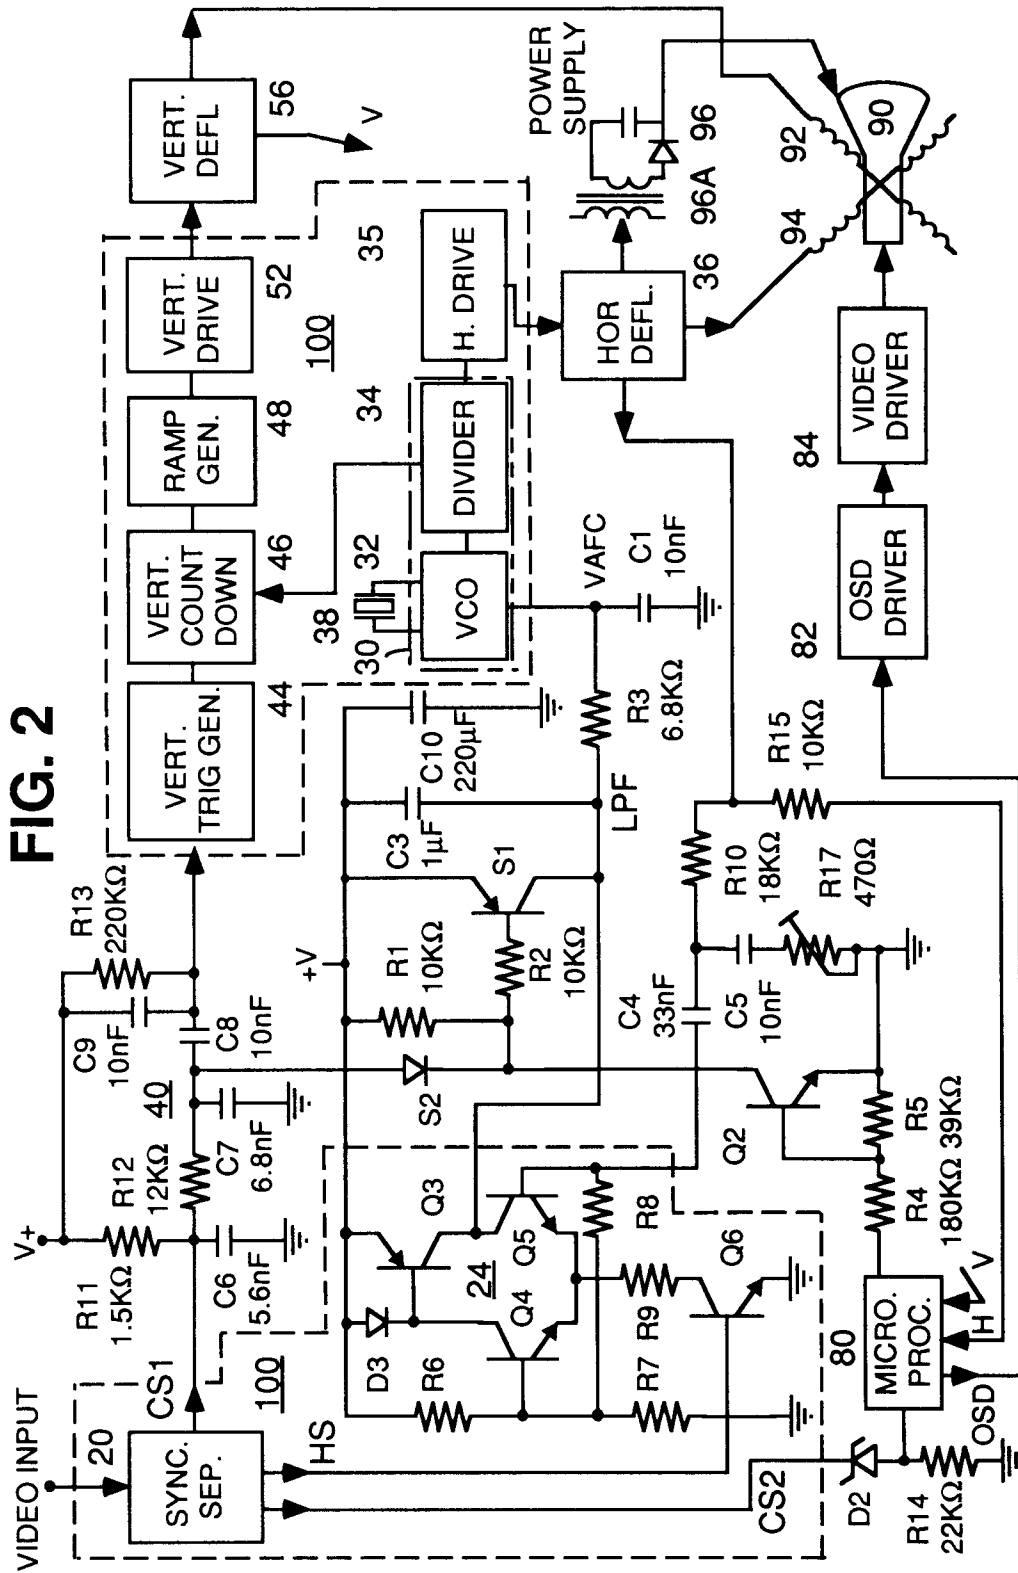 FIG. 2
VIDEO INPUT
20
SYNC.
SEP.
CS1
100
HS
CS2
V+
R11
1.5KΩ
R12
12KΩ
C6
5.6nF
C7
6.8nF
40
C9
10nF
C8
10nF
R13
220KΩ
VERT.
TRIG GEN.
44
VERT.
COUNT
DOWN
46
RAMP
GEN.
48
VERT.
DRIVE
52
100
VERT.
DEFL
56
V
VCO
30
38
32
DIVIDER
34
H. DRIVE
35
HOR
DEFL.
36
POWER
SUPPLY
96A
96
94
92
90
+V
D3
R6
Q3
24
Q4
Q5
R8
R9
R7
Q6
S2
R1
10KΩ
R2
10KΩ
S1
C3
1µF
C10
220µF
LPF
R3
6.8KΩ
VAFC
C1
10nF
C4
33nF
C5
10nF
R10
18KΩ
R17
470Ω
R15
10KΩ
Q2
R4
180KΩ
R5
39KΩ
80
MICRO.
PROC.
H
V
OSD
D2
R14
22KΩ
82
OSD
DRIVER
84
VIDEO
DRIVER